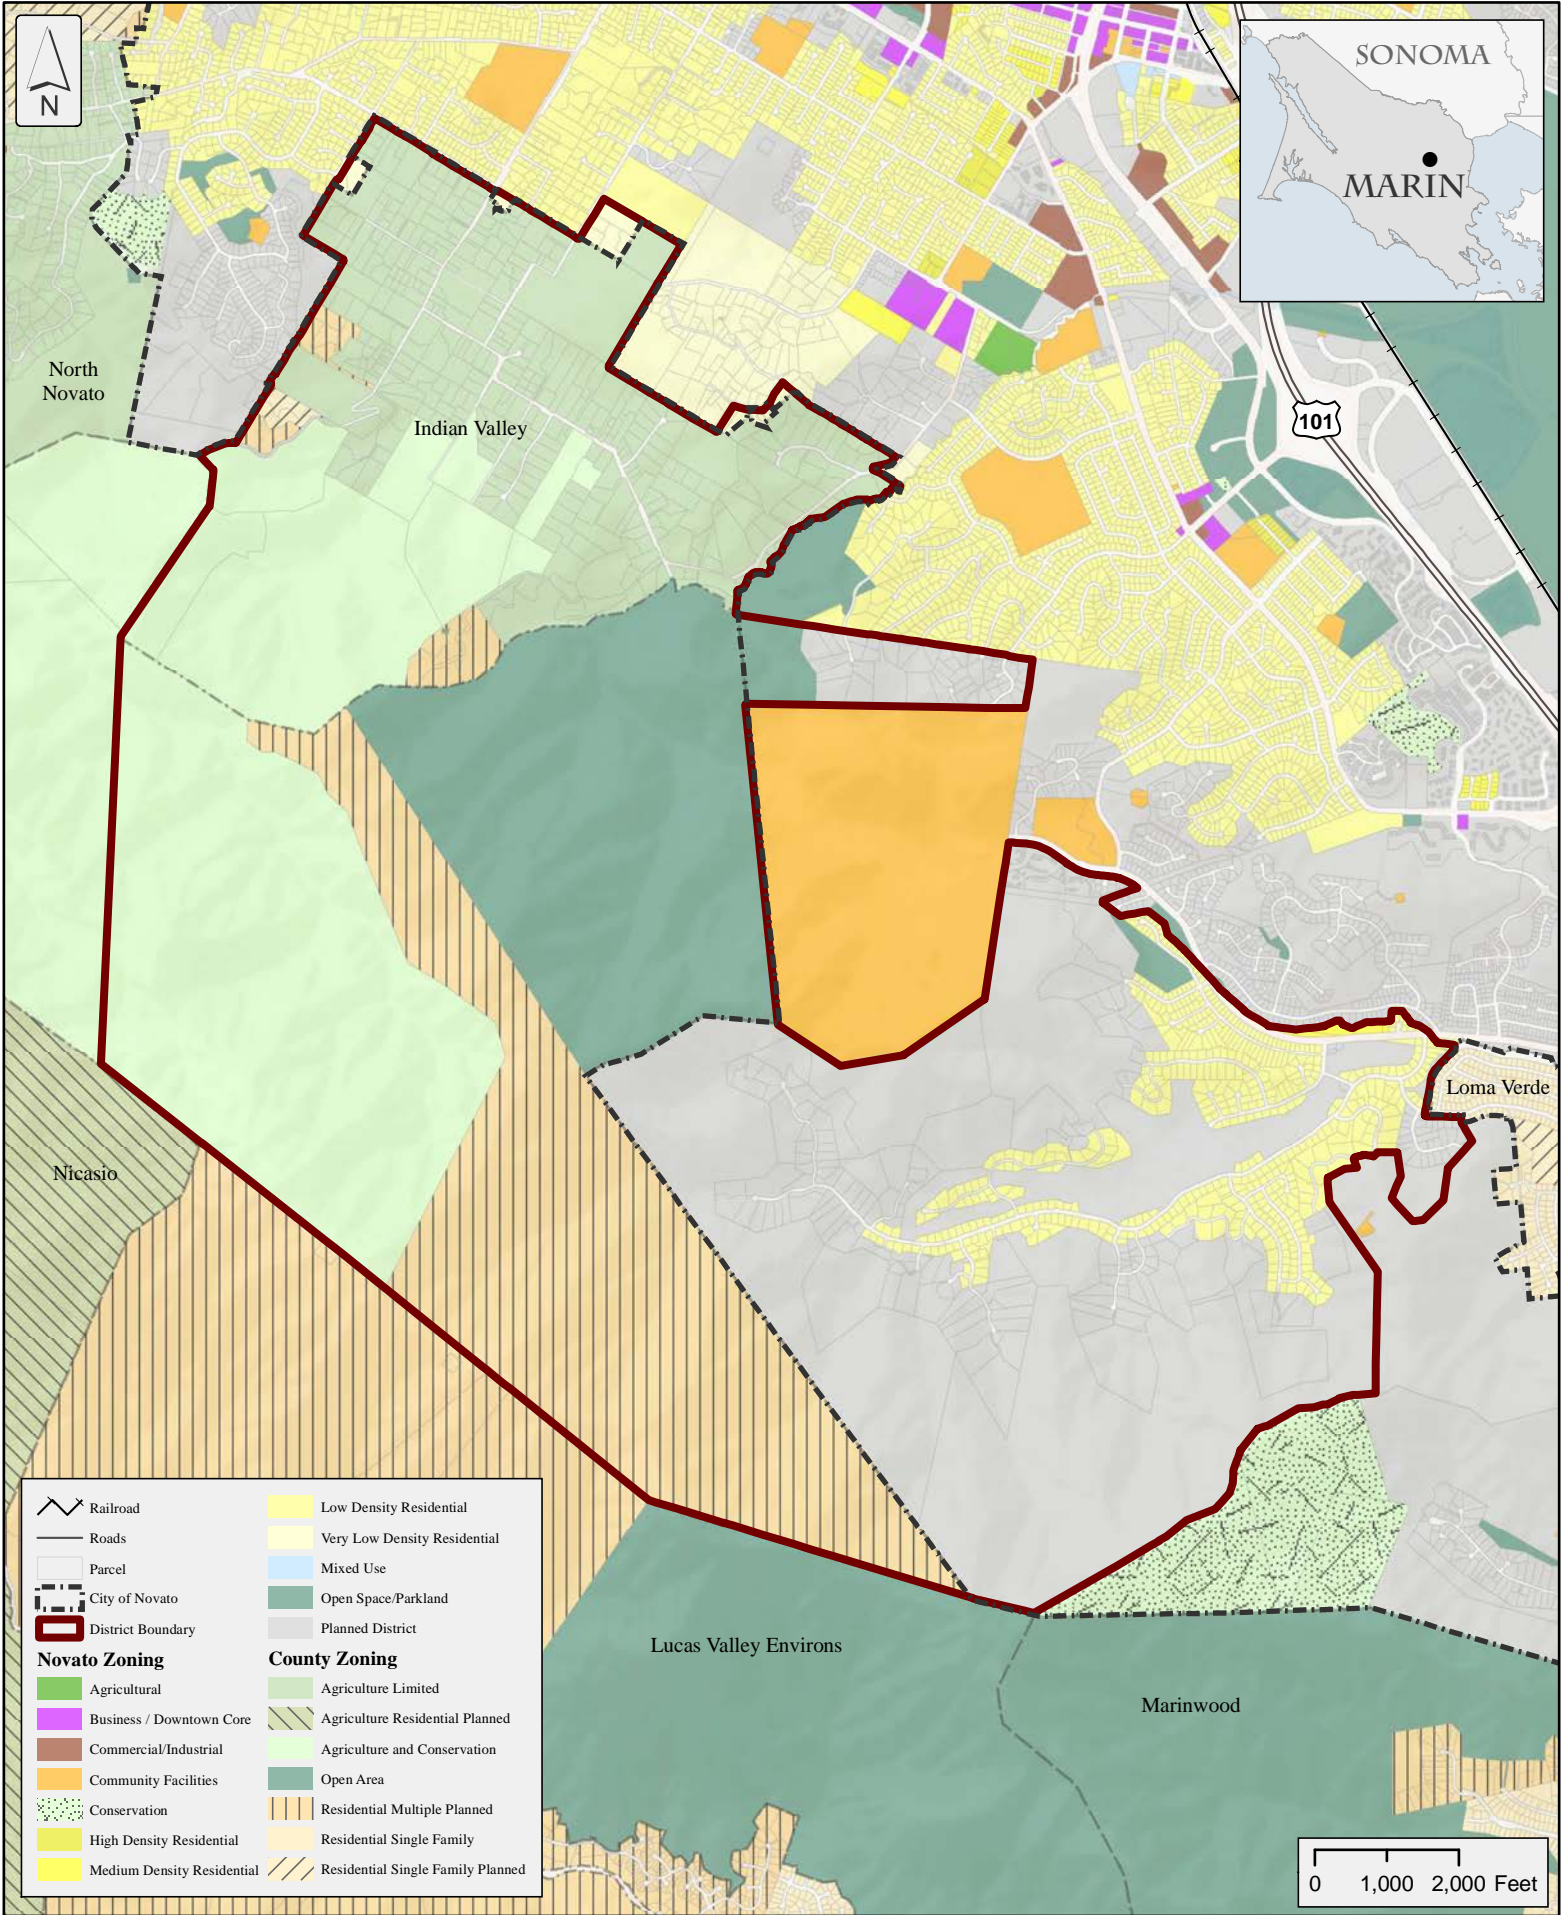 N
SONOMA
MARIN
101
North
Novato
Indian Valley
Loma Verde
Nicasio
Lucas Valley Environs
Marinwood
Railroad
Roads
Parcel
City of Novato
District Boundary
Novato Zoning
Agricultural
Business / Downtown Core
Commercial/Industrial
Community Facilities
Conservation
High Density Residential
Medium Density Residential
Low Density Residential
Very Low Density Residential
Mixed Use
Open Space/Parkland
Planned District
County Zoning
Agriculture Limited
Agriculture Residential Planned
Agriculture and Conservation
Open Area
Residential Multiple Planned
Residential Single Family
Residential Single Family Planned
0 1,000 2,000 Feet